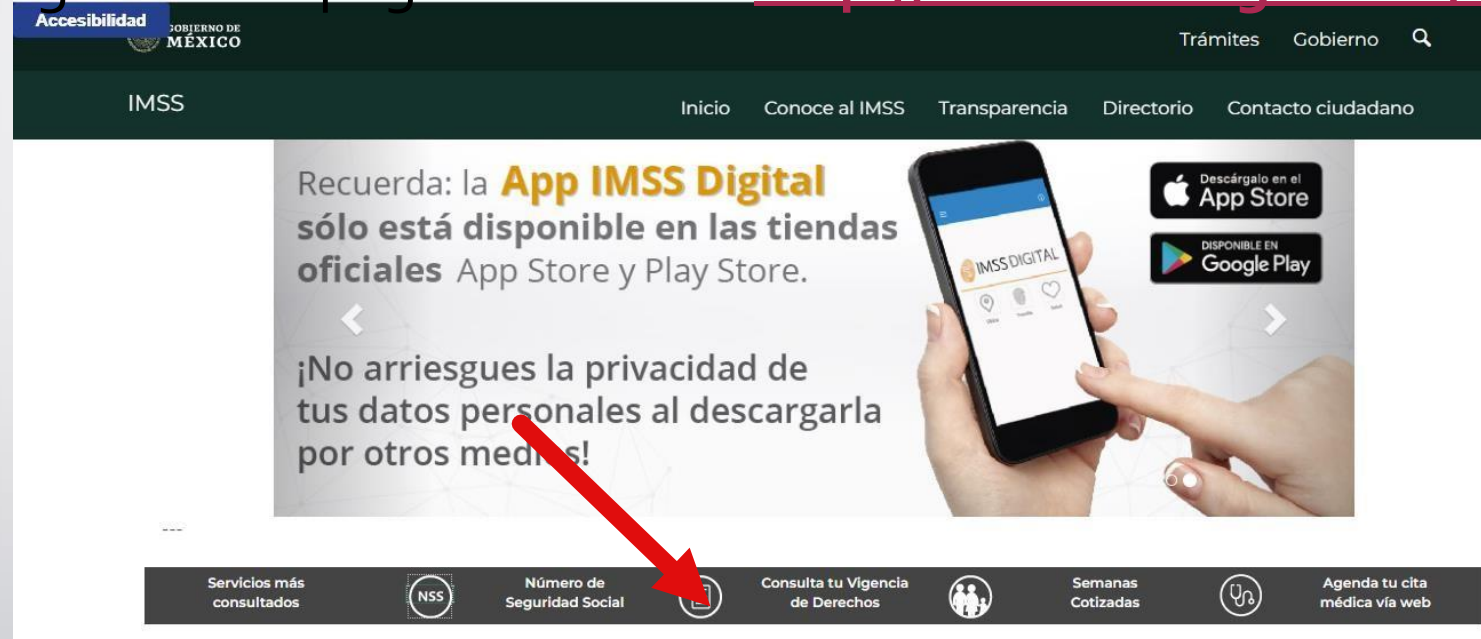 Accesibilidad
GOBIERNO DE
MÉXICO
Trámites Gobierno
IMSS
Inicio Conoce al IMSS Transparencia Directorio Contacto ciudadano
Recuerda: la App IMSS Digital
sólo está disponible en las tiendas
oficiales App Store y Play Store.
¡No arriesgues la privacidad de
tus datos personales al descargarla
por otros medios!
IMSS DIGITAL
Descárgalo en el
App Store
DISPONIBLE EN
Google Play
---
Servicios más
consultados
NSS
Número de
Seguridad Social
Consulta tu Vigencia
de Derechos
Semanas
Cotizadas
Agenda tu cita
médica vía web